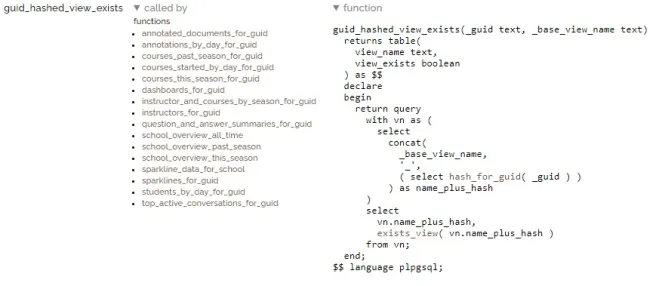 guid_hashed_view_exists
▼ called by
functions
• annotated_documents_for_guid
• annotations_by_day_for_guid
• courses_past_season_for_guid
• courses_started_by_day_for_guid
• courses_this_season_for_guid
• dashboards_for_guid
• instructor_and_courses_by_season_for_guid
• instructors_for_guid
• question_and_answer_summaries_for_guid
• school_overview_all_time
• school_overview_past_season
• school_overview_this_season
• sparkline_data_for_school
• sparklines_for_guid
• students_by_day_for_guid
• top_active_conversations_for_guid
▼ function
guid_hashed_view_exists(_guid text, _base_view_name text)
  returns table(
    view_name text,
    view_exists boolean
  ) as $$
  declare
  begin
    return query
      with vn as (
        select
          concat(
            _base_view_name,
            '_',
            ( select hash_for_guid( _guid ) )
          ) as name_plus_hash
      )
      select
        vn.name_plus_hash,
        exists_view( vn.name_plus_hash )
      from vn;
  end;
$$ language plpgsql;